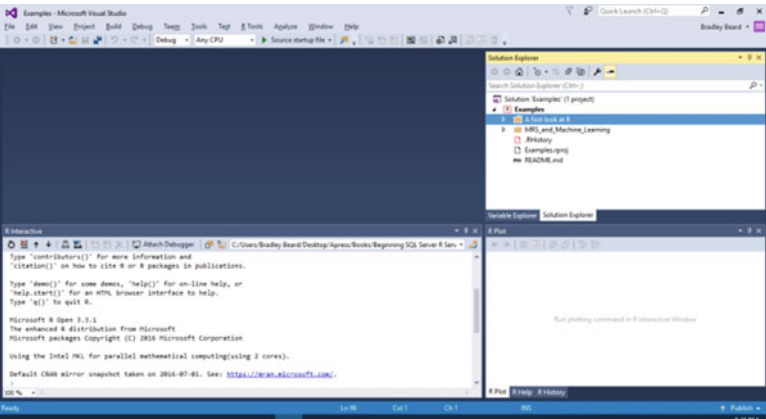 Examples - Microsoft Visual Studio
Quick Launch (Ctrl+Q)
File Edit View Project Build Debug Team Tools Test R Tools Analyze Window Help
Bradley Beard
Debug Any CPU Source startup file
Solution Explorer
Search Solution Explorer (Ctrl+;)
Solution 'Examples' (1 project)
Examples
A first look at R
MRS_and_Machine_Learning
.Rhistory
Examples.rproj
README.md
Variable Explorer Solution Explorer
R Interactive
Attach Debugger C:/Users/Bradley Beard/Desktop/Apress/Books/Beginning SQL Server R Serv
Type 'contributors()' for more information and
'citation()' on how to cite R or R packages in publications.
Type 'demo()' for some demos, 'help()' for on-line help, or
'help.start()' for an HTML browser interface to help.
Type 'q()' to quit R.
Microsoft R Open 3.3.1
The enhanced R distribution from Microsoft
Microsoft packages Copyright (C) 2016 Microsoft Corporation
Using the Intel MKL for parallel mathematical computing(using 2 cores).
Default CRAN mirror snapshot taken on 2016-07-01. See: https://mran.microsoft.com/.
>
100 %
R Plot
Run plotting command in R Interactive Window
R Plot R Help R History
Ready Ln 96 Col 1 Ch 1 INS Publish